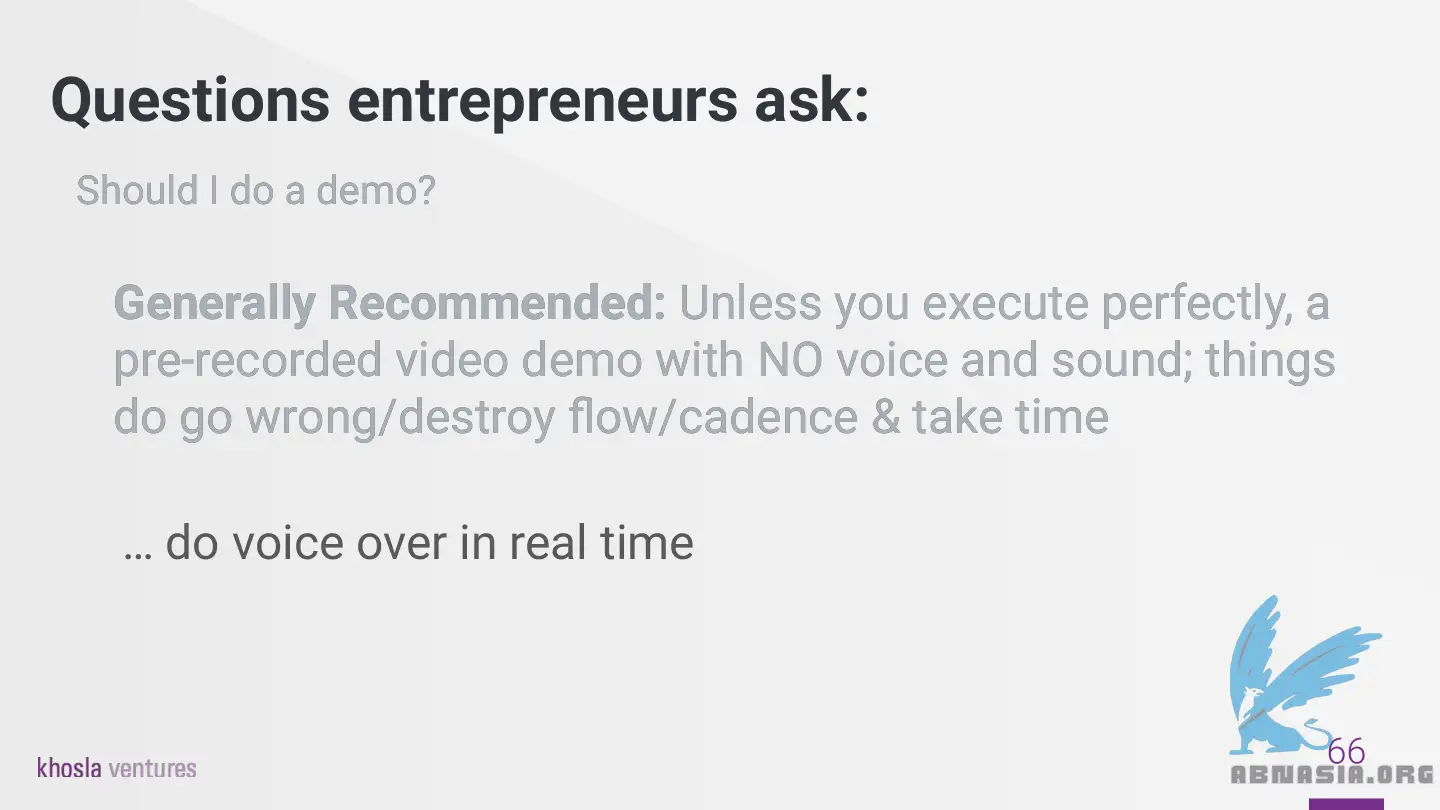 Questions entrepreneurs ask:
Should I do a demo?
Generally Recommended: Unless you execute perfectly, a
pre-recorded video demo with NO voice and sound; things
do go wrong/destroy flow/cadence & take time
... do voice over in real time
khosla ventures
66
ABNASIA.ORG